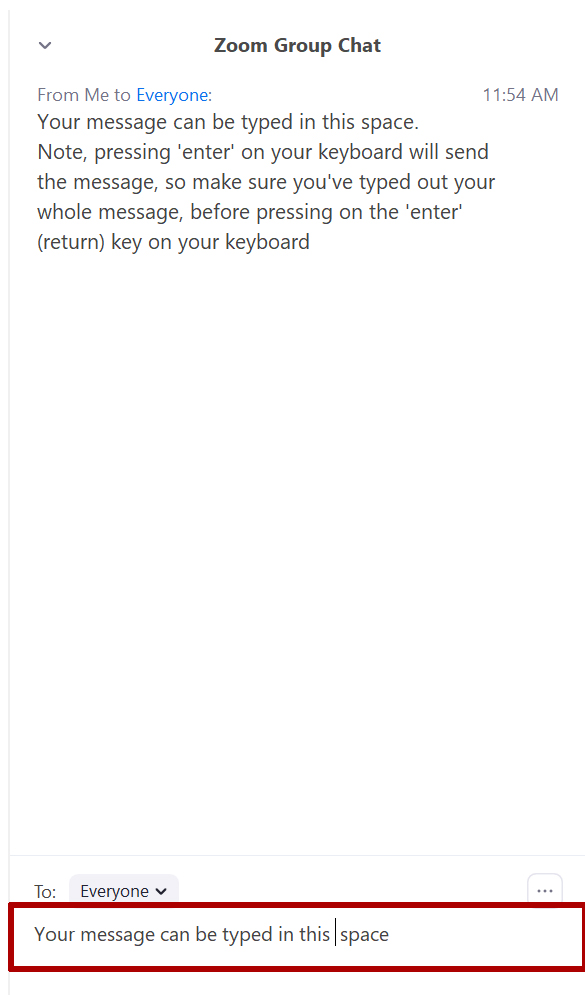 Zoom Group Chat
From Me to Everyone: 11:54 AM
Your message can be typed in this space.
Note, pressing 'enter' on your keyboard will send
the message, so make sure you've typed out your
whole message, before pressing on the 'enter'
(return) key on your keyboard
To: Everyone
Your message can be typed in this space